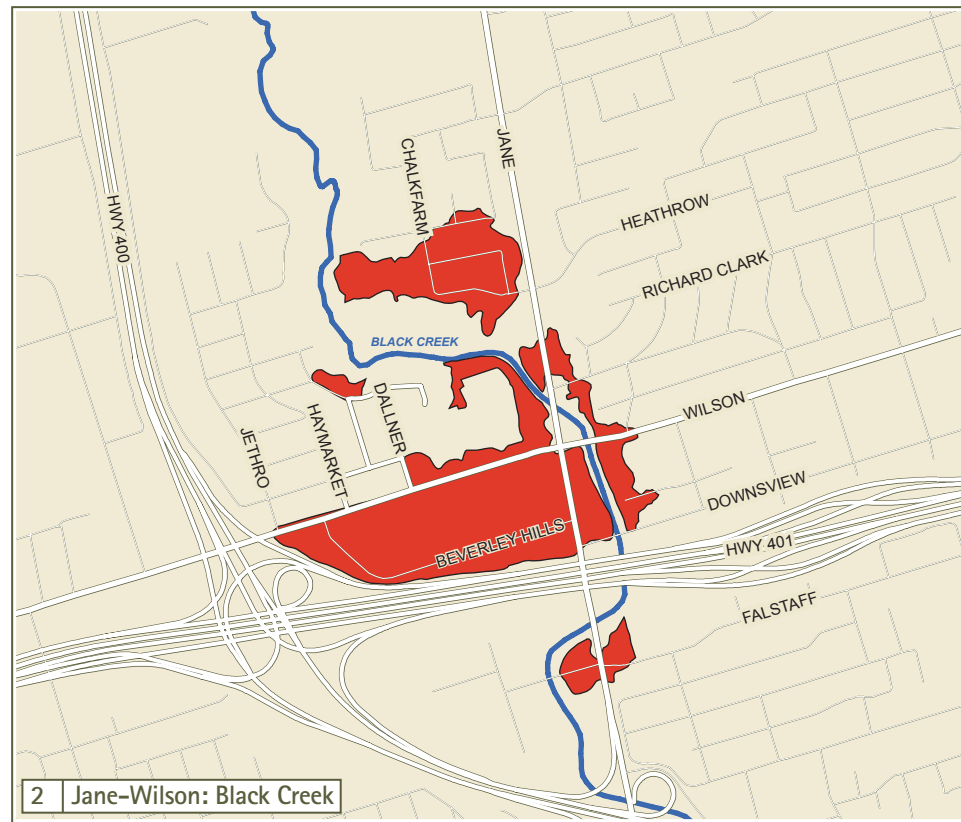 JANE
CHALKFARM
HWY 400
HEATHROW
RICHARD CLARK
BLACK CREEK
DALLNER
WILSON
HAYMARKET
JETHRO
DOWNSVIEW
BEVERLEY HILLS
HWY 401
FALSTAFF
2 Jane-Wilson: Black Creek